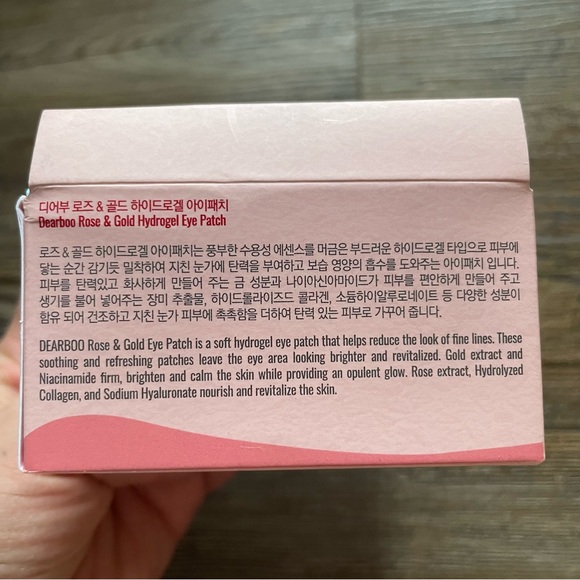 디어부 로즈 & 골드 하이드로겔 아이패치
Dearboo Rose & Gold Hydrogel Eye Patch
로즈 & 골드 하이드로겔 아이패치는 풍부한 수용성 에센스를 머금은 부드러운 하이드로겔 타입으로 피부에
닿는 순간 감기듯 밀착하여 지친 눈가에 탄력을 부여하고 보습 영양의 흡수를 도와주는 아이패치 입니다.
피부를 탄력있고 화사하게 만들어 주는 금 성분과 나이아신아마이드가 피부를 편안하게 만들어 주고
생기를 불어 넣어주는 장미 추출물, 하이드롤라이즈드 콜라겐, 소듐하이알루로네이트 등 다양한 성분이
함유 되어 건조하고 지친 눈가 피부에 촉촉함을 더하여 탄력 있는 피부로 가꾸어 줍니다.
DEARBOO Rose & Gold Eye Patch is a soft hydrogel eye patch that helps reduce the look of fine lines. These
soothing and refreshing patches leave the eye area looking brighter and revitalized. Gold extract and
Niacinamide firm, brighten and calm the skin while providing an opulent glow. Rose extract, Hydrolyzed
Collagen, and Sodium Hyaluronate nourish and revitalize the skin.